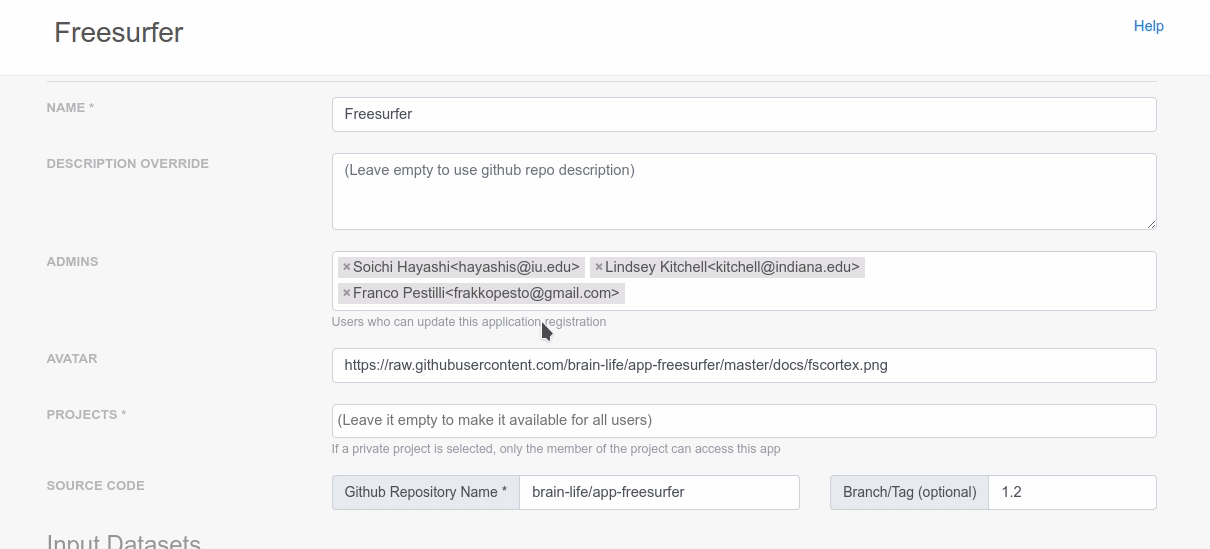 Freesurfer
Help
NAME *
Freesurfer
DESCRIPTION OVERRIDE
(Leave empty to use github repo description)
ADMINS
×Soichi Hayashi<hayashis@iu.edu> ×Lindsey Kitchell<kitchell@indiana.edu>
×Franco Pestilli<frakkopesto@gmail.com>
Users who can update this application registration
AVATAR
https://raw.githubusercontent.com/brain-life/app-freesurfer/master/docs/fscortex.png
PROJECTS *
(Leave it empty to make it available for all users)
If a private project is selected, only the member of the project can access this app
SOURCE CODE
Github Repository Name * brain-life/app-freesurfer Branch/Tag (optional) 1.2
Input Datasets